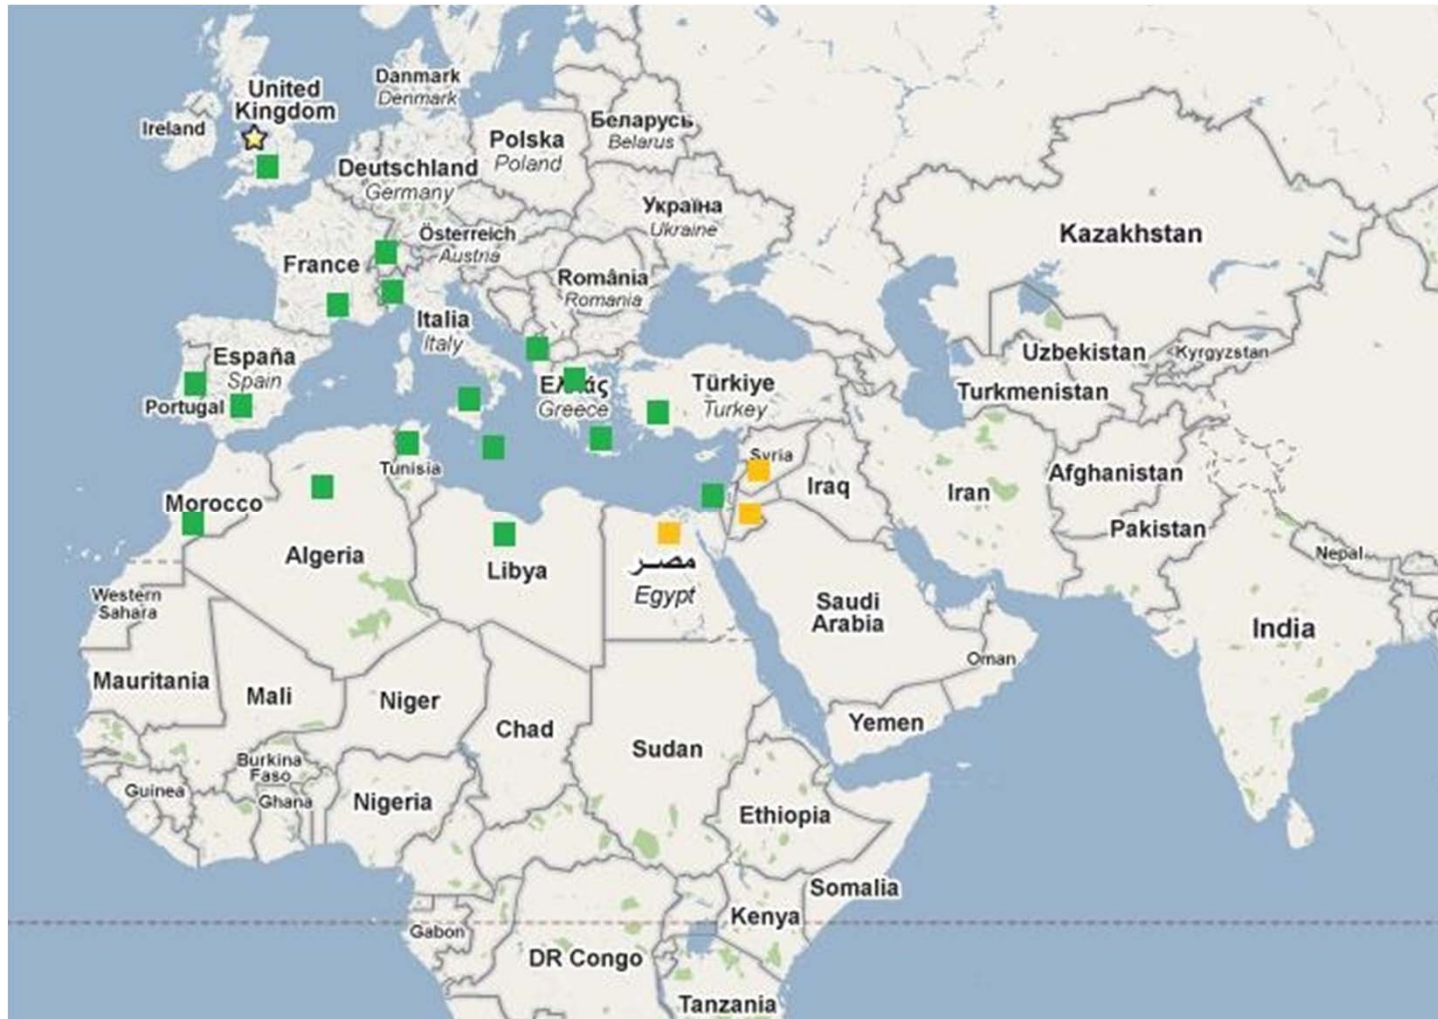 Danmark
Denmark
United
Kingdom
Ireland
Беларусь
Belarus
Polska
Poland
Deutschland
Germany
Україна
Ukraine
Österreich
Austria
Kazakhstan
France
România
Romania
Italia
Italy
España
Spain
Uzbekistan
Kyrgyzstan
Türkiye
Turkey
Turkmenistan
Portugal
Greece
Syria
Tunisia
Iraq
Iran
Afghanistan
Morocco
Pakistan
Algeria
Libya
مصر
Egypt
Nepal
Western
Sahara
Saudi
Arabia
India
Oman
Mauritania
Mali
Niger
Chad
Sudan
Yemen
Burkina
Faso
Guinea
Ghana
Nigeria
Ethiopia
Somalia
Kenya
Gabon
DR Congo
Tanzania